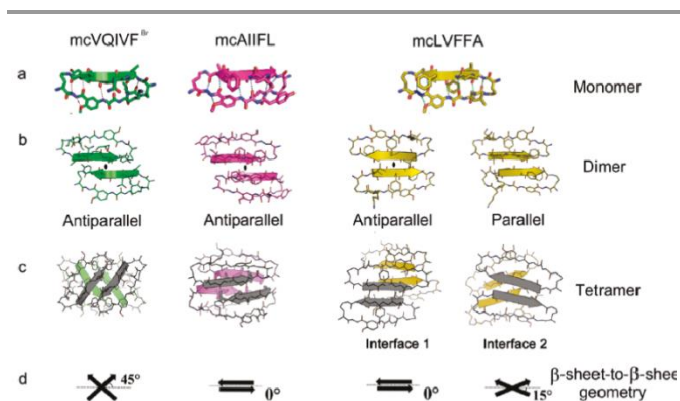 mcVQIVF Br mcAIIFL mcLVFFA
a Monomer
b Dimer
Antiparallel Antiparallel Antiparallel Parallel
c Tetramer
Interface 1 Interface 2
d 45° 0° 0° 15° β-sheet-to-β-shee
geometry